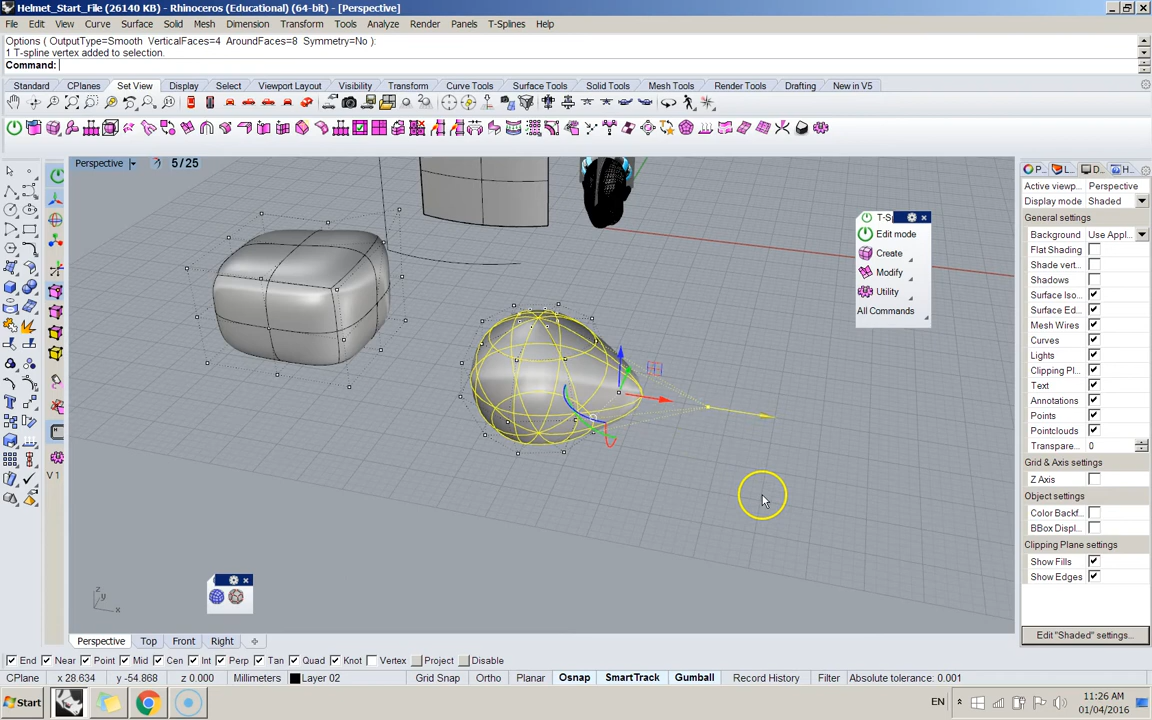 Helmet_Start_File (26140 KB) - Rhinoceros (Educational) (64-bit) - [Perspective]
File Edit View Curve Surface Solid Mesh Dimension Transform Tools Analyze Render Panels T-Splines Help
Options ( OutputType=Smooth VerticalFaces=4 AroundFaces=8 Symmetry=No ):
1 T-spline vertex added to selection.
Command:
Standard CPlanes Set View Display Select Viewport Layout Visibility Transform Curve Tools Surface Tools Solid Tools Mesh Tools Render Tools Drafting New in V5
Perspective 5/25
P... L... D... H...
Active viewp... Perspective
Display mode Shaded
General settings
Background Use Appl...
Flat Shading
Shade vert...
Shadows
Surface Iso...
Surface Ed...
Mesh Wires
Curves
Lights
Clipping Pl...
Text
Annotations
Points
Pointclouds
Transpare... 0
Grid & Axis settings
Z Axis
Object settings
Color Backf...
BBox Displ...
Clipping Plane settings
Show Fills
Show Edges
Edit "Shaded" settings...
T-S
Edit mode
Create
Modify
Utility
All Commands
V 1
z
y
x
Perspective Top Front Right
End Near Point Mid Cen Int Perp Tan Quad Knot Vertex Project Disable
CPlane x 28.634 y -54.868 z 0.000 Millimeters Layer 02 Grid Snap Ortho Planar Osnap SmartTrack Gumball Record History Filter Absolute tolerance: 0.001
Start EN 11:26 AM
01/04/2016